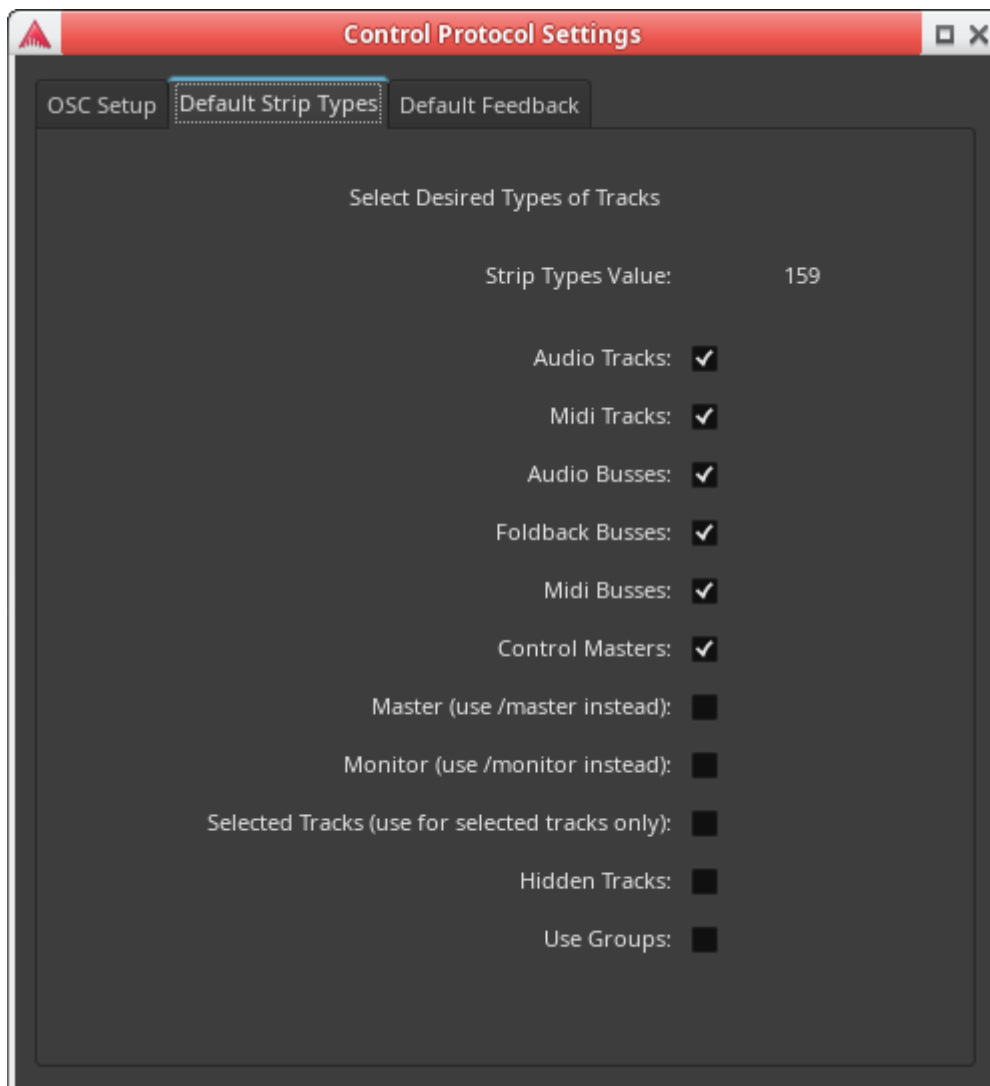 Control Protocol Settings
OSC Setup Default Strip Types Default Feedback
Select Desired Types of Tracks
Strip Types Value: 159
Audio Tracks:
Midi Tracks:
Audio Busses:
Foldback Busses:
Midi Busses:
Control Masters:
Master (use /master instead):
Monitor (use /monitor instead):
Selected Tracks (use for selected tracks only):
Hidden Tracks:
Use Groups: